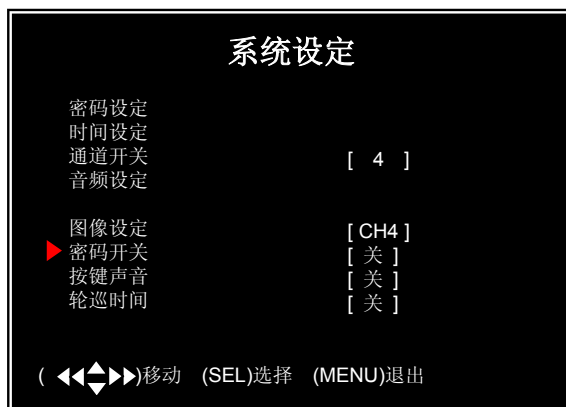 系统设定
密码设定
时间设定
通道开关 [ 4 ]
音频设定
图像设定 [ CH4 ]
密码开关 [ 关 ]
按键声音 [ 关 ]
轮巡时间 [ 关 ]
( )移动 (SEL)选择 (MENU)退出